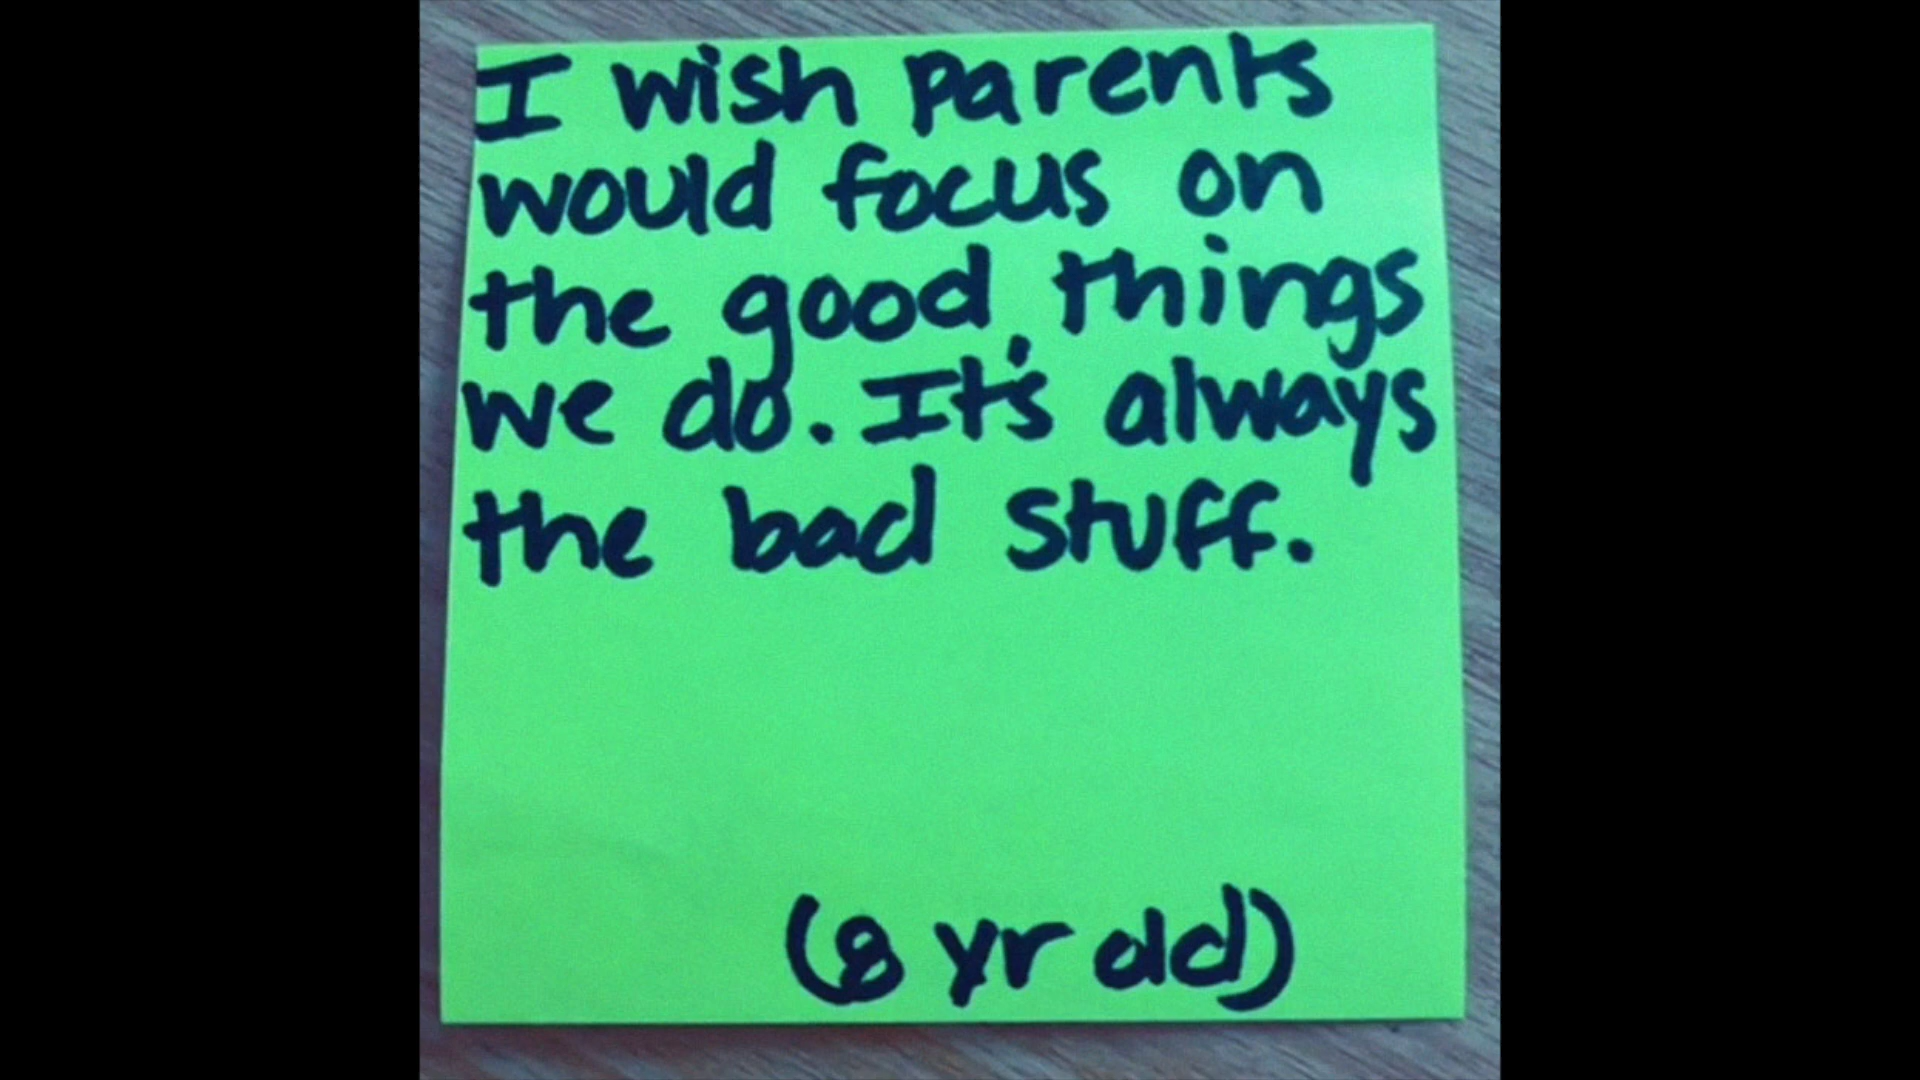 I wish parents
would focus on
the good things
we do. It's always
the bad stuff.
(8 yr old)